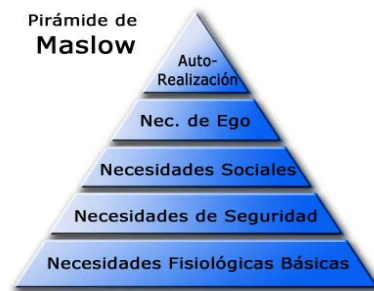 Pirámide de
Maslow
Auto-
Realización
Nec. de Ego
Necesidades Sociales
Necesidades de Seguridad
Necesidades Fisiológicas Básicas